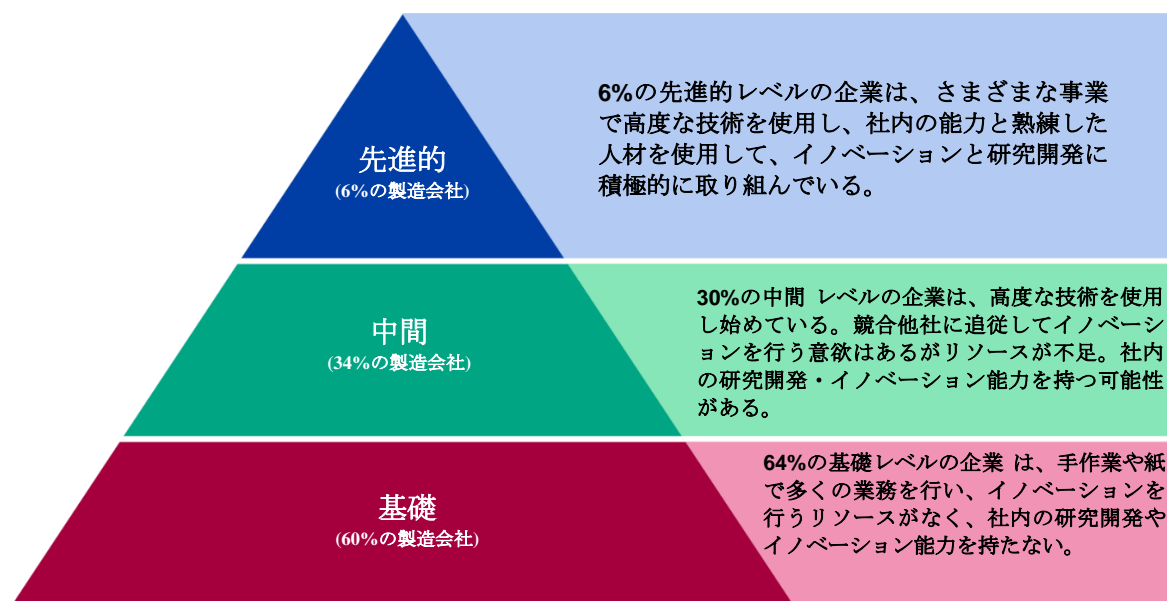 先進的
(6%の製造会社)
6%の先進的レベルの企業は、さまざまな事業
で高度な技術を使用し、社内の能力と熟練した
人材を使用して、イノベーションと研究開発に
積極的に取り組んでいる。
中間
(34%の製造会社)
30%の中間 レベルの企業は、高度な技術を使用
し始めている。競合他社に追従してイノベーシ
ョンを行う意欲はあるがリソースが不足。社内
の研究開発・イノベーション能力を持つ可能性
がある。
基礎
(60%の製造会社)
64%の基礎レベルの企業 は、手作業や紙
で多くの業務を行い、イノベーションを
行うリソースがなく、社内の研究開発や
イノベーション能力を持たない。